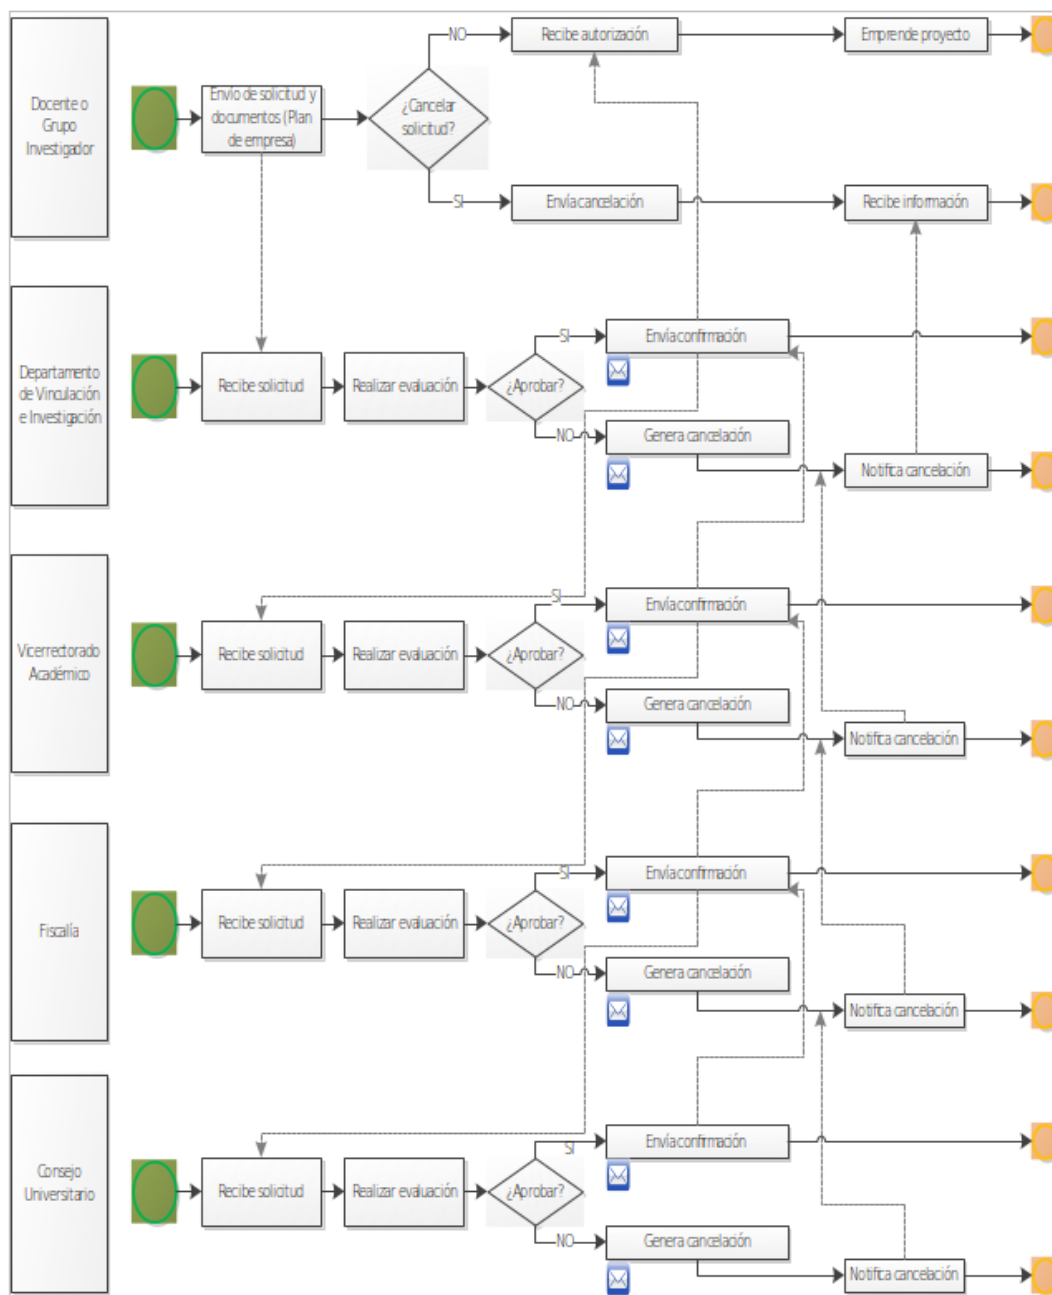 Docente o
Grupo
Investigador
Envío de solicitud y
documentos (Plan
de empresa)
¿Cancelar
solicitud?
NO
Recibe autorización
Emprende proyecto
SI
Envía cancelación
Recibe información
Departamento
de Vinculación
e Investigación
Recibe solicitud
Realizar evaluación
¿Aprobar?
SI
Envía confirmación
NO
Genera cancelación
Notifica cancelación
Vicerrectorado
Académico
Recibe solicitud
Realizar evaluación
¿Aprobar?
SI
Envía confirmación
NO
Genera cancelación
Notifica cancelación
Fiscalía
Recibe solicitud
Realizar evaluación
¿Aprobar?
SI
Envía confirmación
NO
Genera cancelación
Notifica cancelación
Consejo
Universitario
Recibe solicitud
Realizar evaluación
¿Aprobar?
SI
Envía confirmación
NO
Genera cancelación
Notifica cancelación